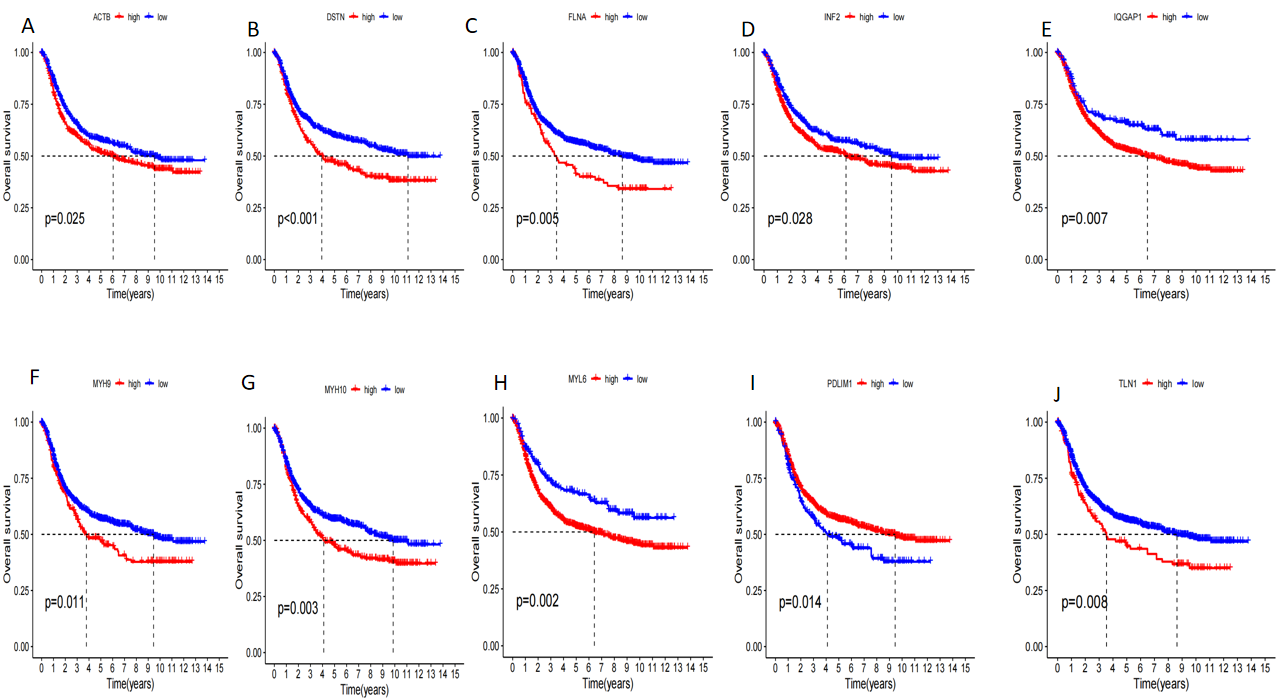 A
ACTB high low
Overall survival
1.00
0.75
0.50
0.25
0.00
p=0.025
0 1 2 3 4 5 6 7 8 9 10 11 12 13 14 15
Time(years)
B
DSTN high low
Overall survival
1.00
0.75
0.50
0.25
0.00
p<0.001
0 1 2 3 4 5 6 7 8 9 10 11 12 13 14 15
Time(years)
C
FLNA high low
Overall survival
1.00
0.75
0.50
0.25
0.00
p=0.005
0 1 2 3 4 5 6 7 8 9 10 11 12 13 14 15
Time(years)
D
INF2 high low
Overall survival
1.00
0.75
0.50
0.25
0.00
p=0.028
0 1 2 3 4 5 6 7 8 9 10 11 12 13 14 15
Time(years)
E
IQGAP1 high low
Overall survival
1.00
0.75
0.50
0.25
0.00
p=0.007
0 1 2 3 4 5 6 7 8 9 10 11 12 13 14 15
Time(years)
F
MYH9 high low
Overall survival
1.00
0.75
0.50
0.25
0.00
p=0.011
0 1 2 3 4 5 6 7 8 9 10 11 12 13 14 15
Time(years)
G
MYH10 high low
Overall survival
1.00
0.75
0.50
0.25
0.00
p=0.003
0 1 2 3 4 5 6 7 8 9 10 11 12 13 14 15
Time(years)
H
MYL6 high low
Overall survival
1.00
0.75
0.50
0.25
0.00
p=0.002
0 1 2 3 4 5 6 7 8 9 10 11 12 13 14 15
Time(years)
I
PDLIM1 high low
Overall survival
1.00
0.75
0.50
0.25
0.00
p=0.014
0 1 2 3 4 5 6 7 8 9 10 11 12 13 14 15
Time(years)
J
TLN1 high low
Overall survival
1.00
0.75
0.50
0.25
0.00
p=0.008
0 1 2 3 4 5 6 7 8 9 10 11 12 13 14 15
Time(years)